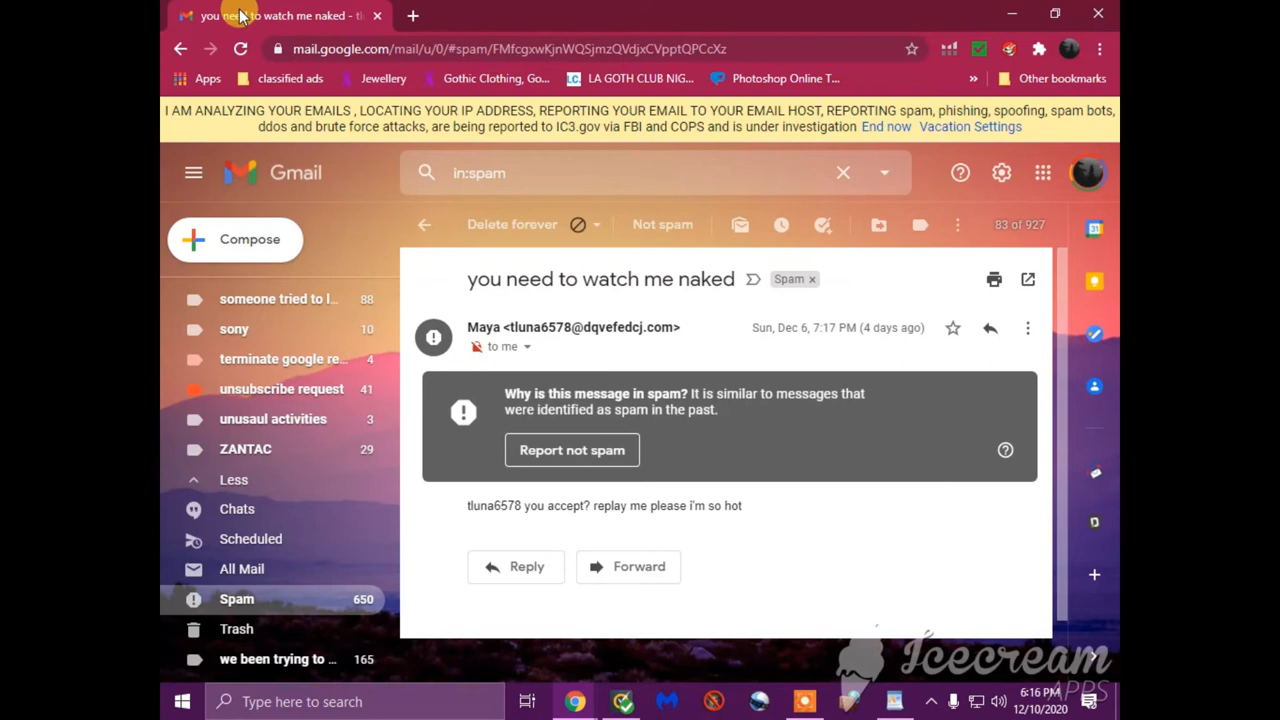 you need to watch me naked - t
mail.google.com/mail/u/0/#spam/FMfcgxwKjnWQSjmzQVdjxCVpptQPCcXz
Apps
classified ads
Jewellery
Gothic Clothing, Go...
LC
LA GOTH CLUB NIG...
Photoshop Online T...
»
Other bookmarks
I AM ANALYZING YOUR EMAILS , LOCATING YOUR IP ADDRESS, REPORTING YOUR EMAIL TO YOUR EMAIL HOST, REPORTING spam, phishing, spoofing, spam bots,
ddos and brute force attacks, are being reported to IC3.gov via FBI and COPS and is under investigation End now Vacation Settings
Gmail
in:spam
Compose
Delete forever
Not spam
83 of 927
someone tried to l... 88
sony 10
terminate google re... 4
unsubscribe request 41
unusaul activities 3
ZANTAC 29
Less
Chats
Scheduled
All Mail
Spam 650
Trash
we been trying to ... 165
you need to watch me naked
Spam x
Maya <tluna6578@dqvefedcj.com>
Sun, Dec 6, 7:17 PM (4 days ago)
to me
Why is this message in spam? It is similar to messages that
were identified as spam in the past.
Report not spam
tluna6578 you accept? replay me please i'm so hot
Reply
Forward
31
Icecream
APPS
Type here to search
6:16 PM
12/10/2020